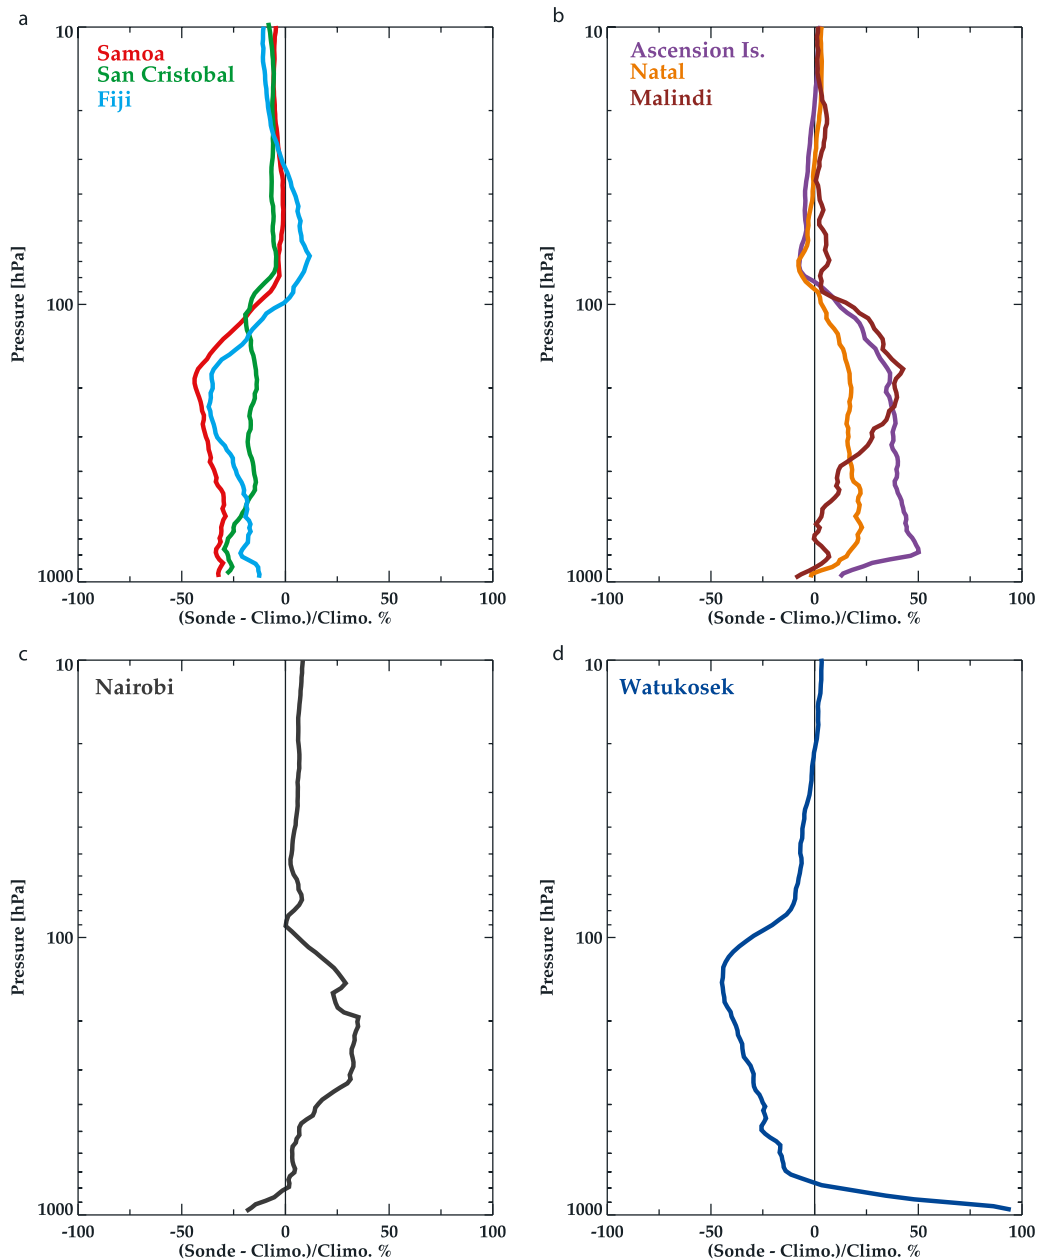 a
10
100
1000
Pressure [hPa]
Samoa
San Cristobal
Fiji
-100 -50 0 50 100
(Sonde - Climo.)/Climo. %
b
10
100
1000
Pressure [hPa]
Ascension Is.
Natal
Malindi
-100 -50 0 50 100
(Sonde - Climo.)/Climo. %
c
10
100
1000
Pressure [hPa]
Nairobi
-100 -50 0 50 100
(Sonde - Climo.)/Climo. %
d
10
100
1000
Pressure [hPa]
Watukosek
-100 -50 0 50 100
(Sonde - Climo.)/Climo. %